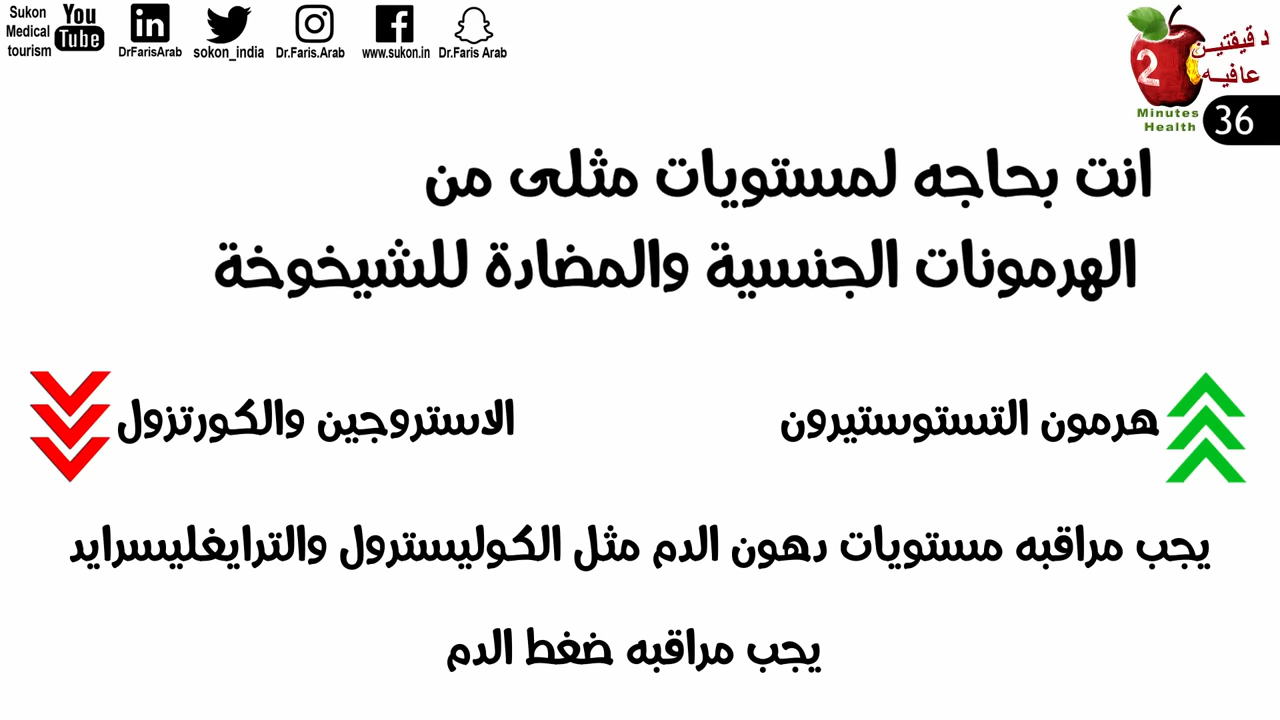 Sukon
Medical
tourism
You
Tube
in
DrFarisArab
sokon_india
Dr.Faris.Arab
www.sukon.in
Dr.Faris Arab
دقيقتين
عافيه
2
Minutes
Health
36
انت بحاجه لمستويات مثلى من
الهرمونات الجنسية والمضادة للشيخوخة
هرمون التستوستيرون
الاستروجين والكورتزول
يجب مراقبه مستويات دهون الدم مثل الكوليسترول والترايغليسرايد
يجب مراقبه ضغط الدم